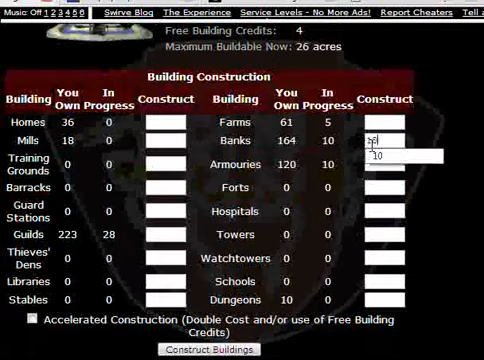 Music: Off 1 2 3 4 5 6 Swirve Blog The Experience Service Levels - No More Ads! Report Cheaters Tell a
Free Building Credits: 4
Maximum Buildable Now: 26 acres
Building Construction
Building You Own In Progress Construct Building You Own In Progress Construct
Homes 36 0 Farms 61 5
Mills 18 0 Banks 164 10 10
10
Training Grounds 0 0 Armouries 120 10
Barracks 0 0 Forts 0 0
Guard Stations 0 0 Hospitals 0 0
Guilds 223 28 Towers 0 0
Thieves' Dens 0 0 Watchtowers 0 0
Libraries 0 0 Schools 0 0
Stables 0 0 Dungeons 10 0
Accelerated Construction (Double Cost and/or use of Free Building
Credits)
Construct Buildings